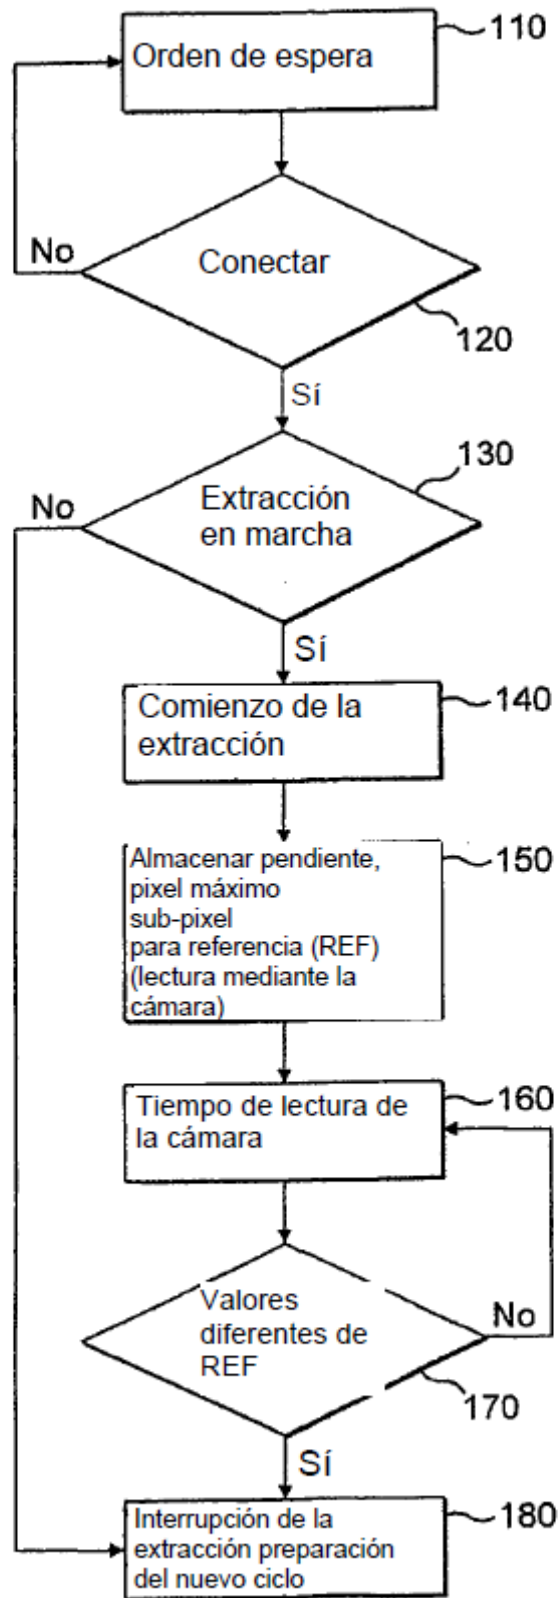 Orden de espera
110
Conectar
No
120
Sí
130
Extracción
en marcha
No
Sí
Comienzo de la
extracción
140
Almacenar pendiente,
pixel máximo
sub-pixel
para referencia (REF)
(lectura mediante la
cámara)
150
Tiempo de lectura de
la cámara
160
Valores
diferentes de
REF
No
170
Sí
Interrupción de la
extracción preparación
del nuevo ciclo
180